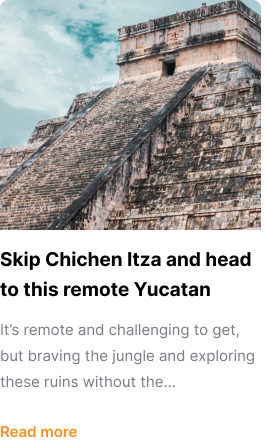 Skip Chichen Itza and head
to this remote Yucatan
It’s remote and challenging to get,
but braving the jungle and exploring
these ruins without the...
Read more